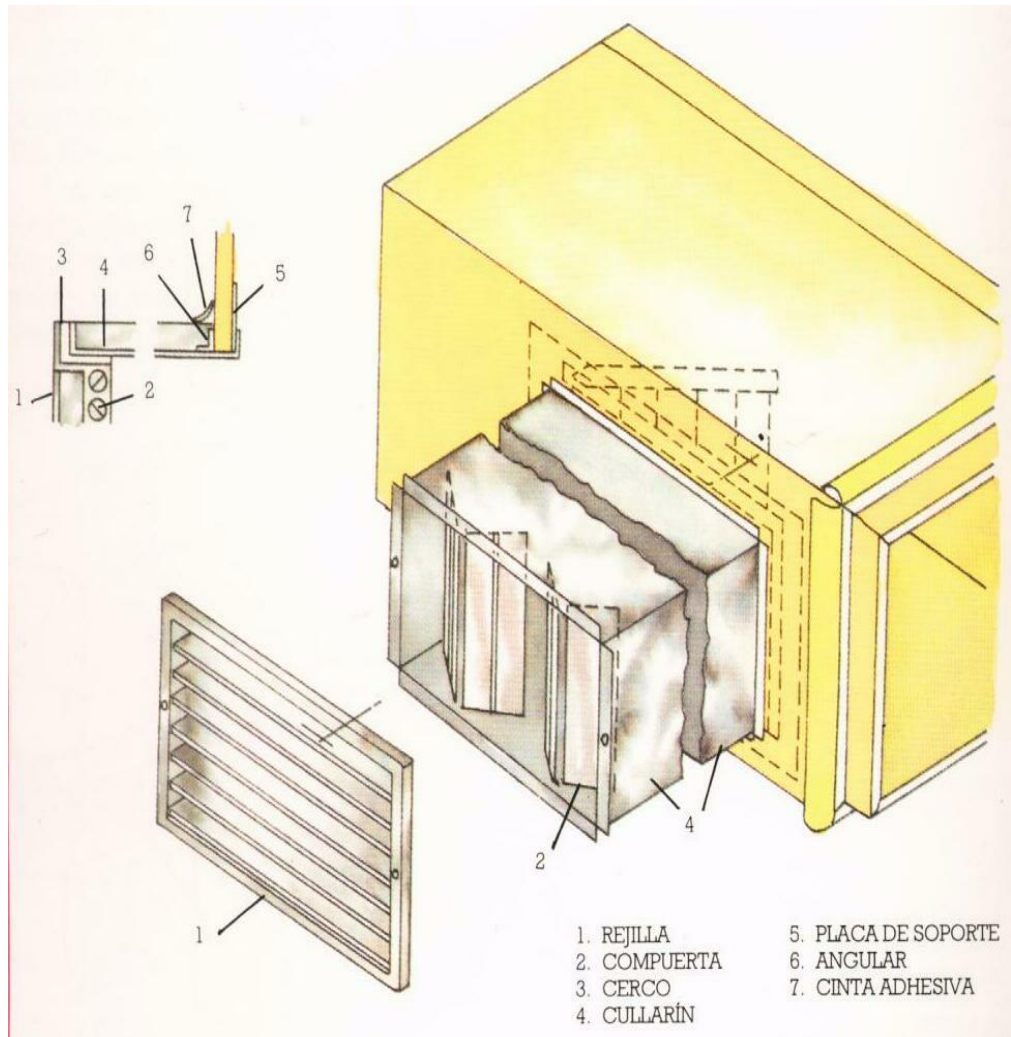 7
6
3
4
5
1
2
4
2
1
1. REJILLA
2. COMPUERTA
3. CERCO
4. CULLARÍN
5. PLACA DE SOPORTE
6. ANGULAR
7. CINTA ADHESIVA